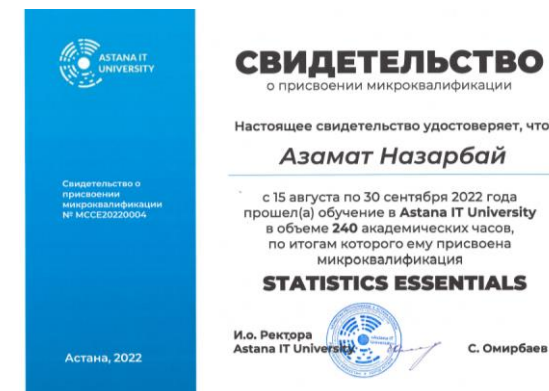 ASTANA IT
UNIVERSITY
Свидетельство о
присвоении
микроквалификации
№ MCCE20220004
Астана, 2022
СВИДЕТЕЛЬСТВО
о присвоении микроквалификации
Настоящее свидетельство удостоверяет, что
Азамат Назарбай
с 15 августа по 30 сентября 2022 года
прошел(а) обучение в Astana IT University
в объеме 240 академических часов,
по итогам которого ему присвоена
микроквалификация
STATISTICS ESSENTIALS
И.о. Ректора
Astana IT University
С. Омирбаев